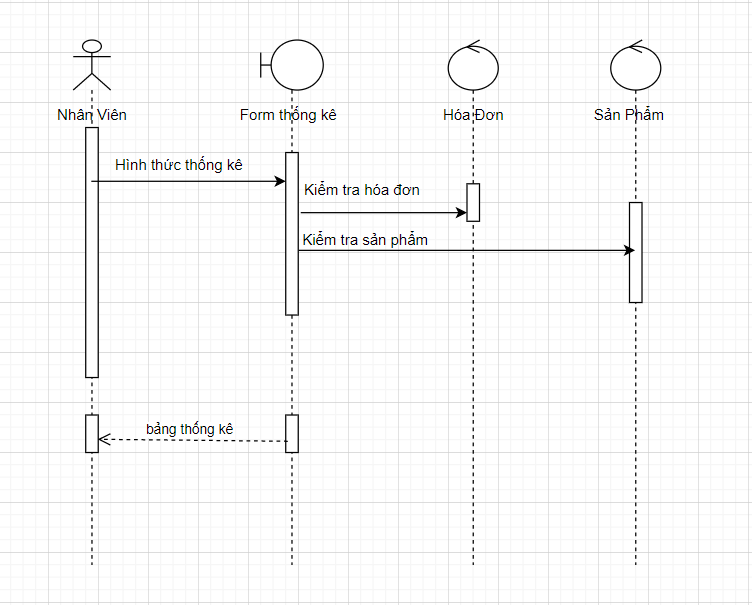 Nhân Viên
Form thống kê
Hóa Đơn
Sản Phẩm
Hình thức thống kê
Kiểm tra hóa đơn
Kiểm tra sản phẩm
bảng thống kê